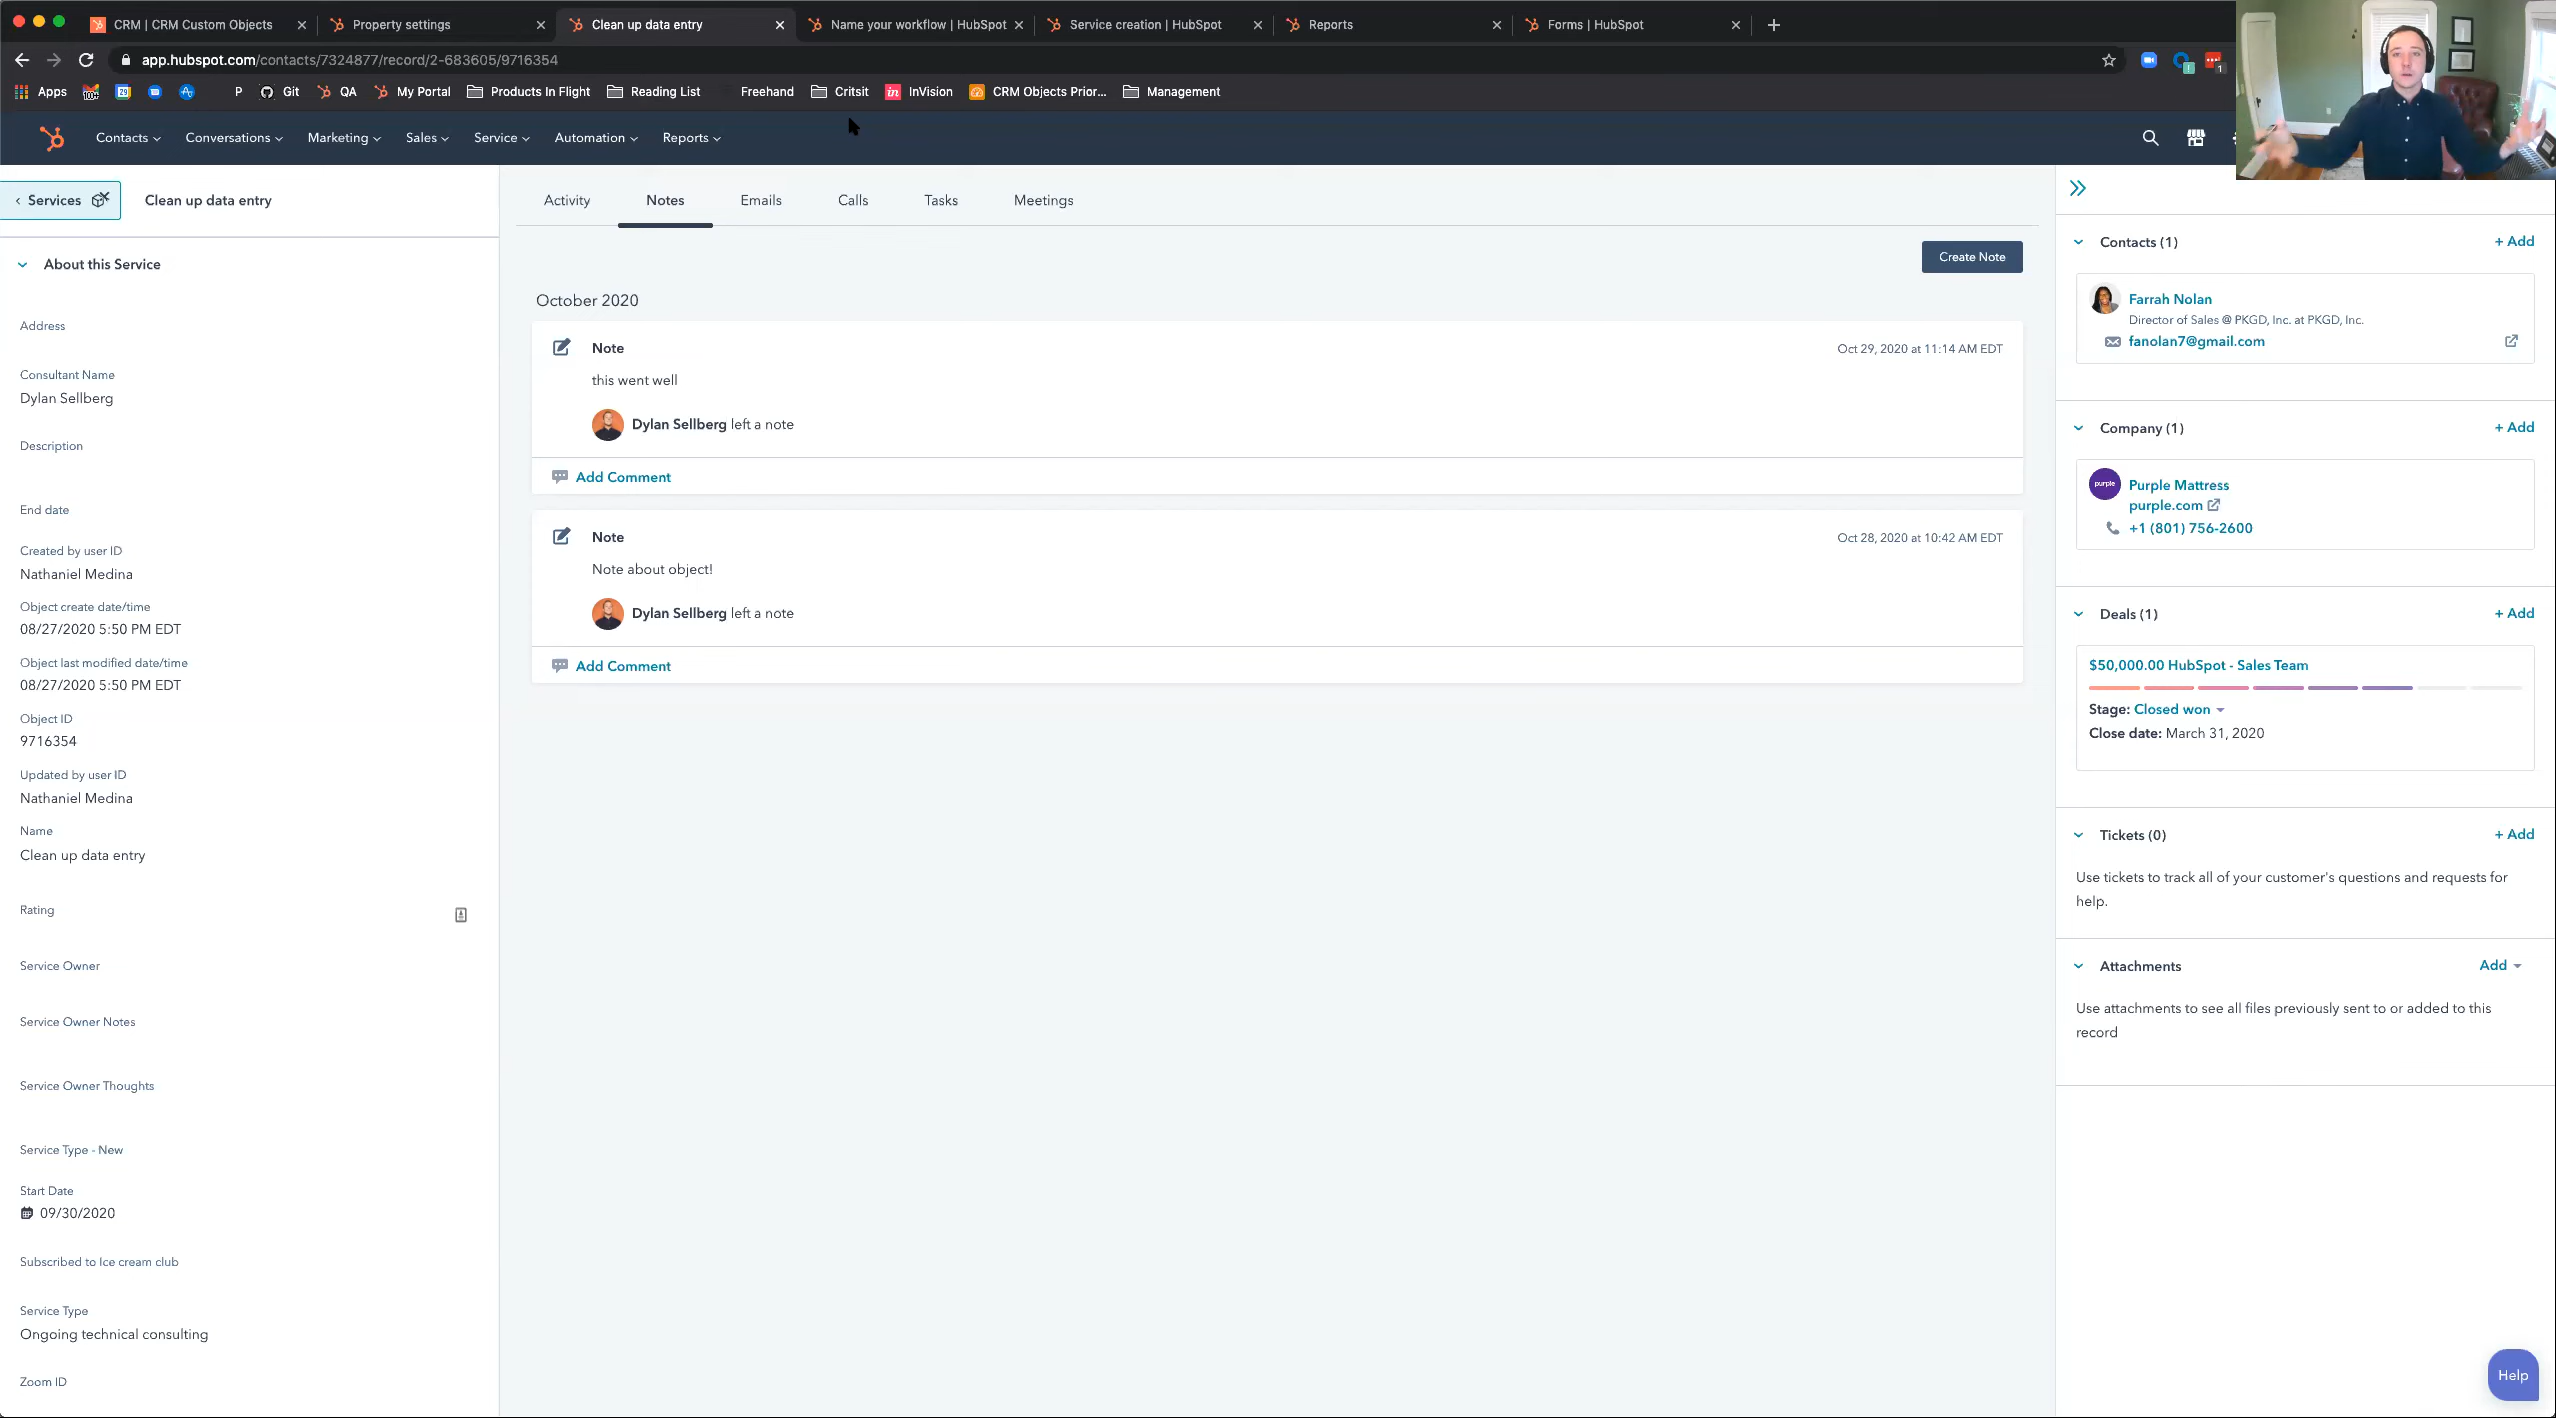 CRM | CRM Custom Objects
Property settings
Clean up data entry
Name your workflow | HubSpot
Service creation | HubSpot
Reports
Forms | HubSpot
app.hubspot.com/contacts/7324877/record/2-683605/9716354
1
Apps
100+
29
P
Git
QA
My Portal
Products In Flight
Reading List
Freehand
Critsit
in
InVision
CRM Objects Prior...
Management
Contacts
Conversations
Marketing
Sales
Service
Automation
Reports
Services
Clean up data entry
About this Service
Address
Consultant Name
Dylan Sellberg
Description
End date
Created by user ID
Nathaniel Medina
Object create date/time
08/27/2020 5:50 PM EDT
Object last modified date/time
08/27/2020 5:50 PM EDT
Object ID
9716354
Updated by user ID
Nathaniel Medina
Name
Clean up data entry
Rating
Service Owner
Service Owner Notes
Service Owner Thoughts
Service Type - New
Start Date
09/30/2020
Subscribed to Ice cream club
Service Type
Ongoing technical consulting
Zoom ID
Activity
Notes
Emails
Calls
Tasks
Meetings
Create Note
October 2020
Note
Oct 29, 2020 at 11:14 AM EDT
this went well
Dylan Sellberg left a note
Add Comment
Note
Oct 28, 2020 at 10:42 AM EDT
Note about object!
Dylan Sellberg left a note
Add Comment
Contacts (1)
+ Add
Farrah Nolan
Director of Sales @ PKGD, Inc. at PKGD, Inc.
fanolan7@gmail.com
Company (1)
+ Add
purple
Purple Mattress
purple.com
+1 (801) 756-2600
Deals (1)
+ Add
$50,000.00 HubSpot - Sales Team
Stage: Closed won
Close date: March 31, 2020
Tickets (0)
+ Add
Use tickets to track all of your customer's questions and requests for
help.
Attachments
Add
Use attachments to see all files previously sent to or added to this
record
Help